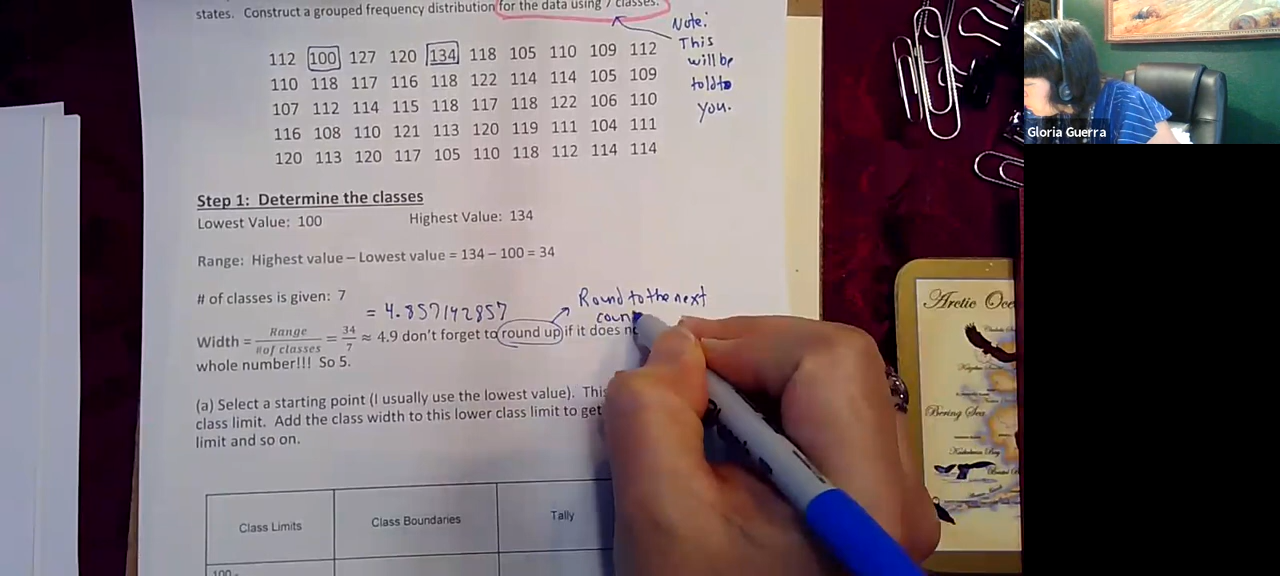 states. Construct a grouped frequency distribution for the data using 7 classes.
Note:
This
will be
told to
you.
112 100 127 120 134 118 105 110 109 112
110 118 117 116 118 122 114 114 105 109
107 112 114 115 118 117 118 122 106 110
116 108 110 121 113 120 119 111 104 111
120 113 120 117 105 110 118 112 114 114
Step 1: Determine the classes
Lowest Value: 100 Highest Value: 134
Range: Highest value – Lowest value = 134 – 100 = 34
# of classes is given: 7
= 4.857142857
Round to the next
coun
Width = Range / #of classes = 34 / 7 ≈ 4.9 don't forget to round up if it does
whole number!!! So 5.
(a) Select a starting point (I usually use the lowest value).
class limit. Add the class width to this lower class limit to get
limit and so on.
Class Limits Class Boundaries Tally
100 -
Gloria Guerra
Arctic Oce
Bering Sea